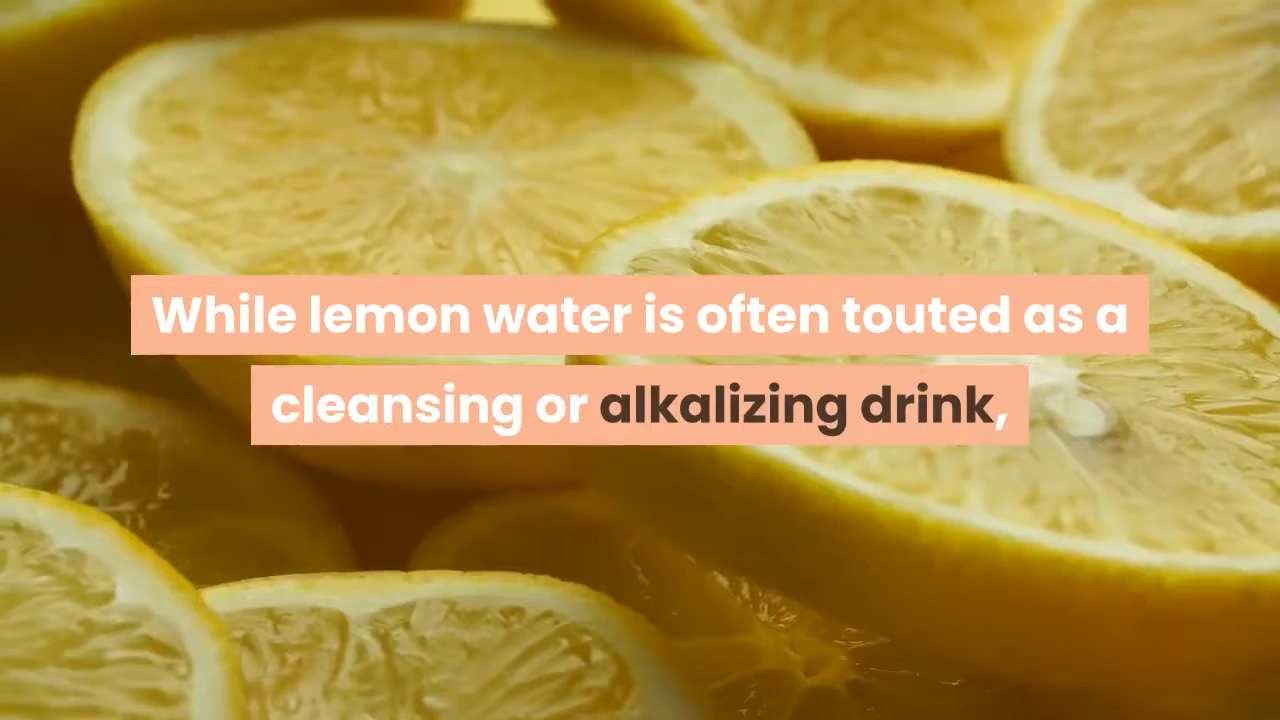 While lemon water is often touted as a
cleansing or alkalizing drink,